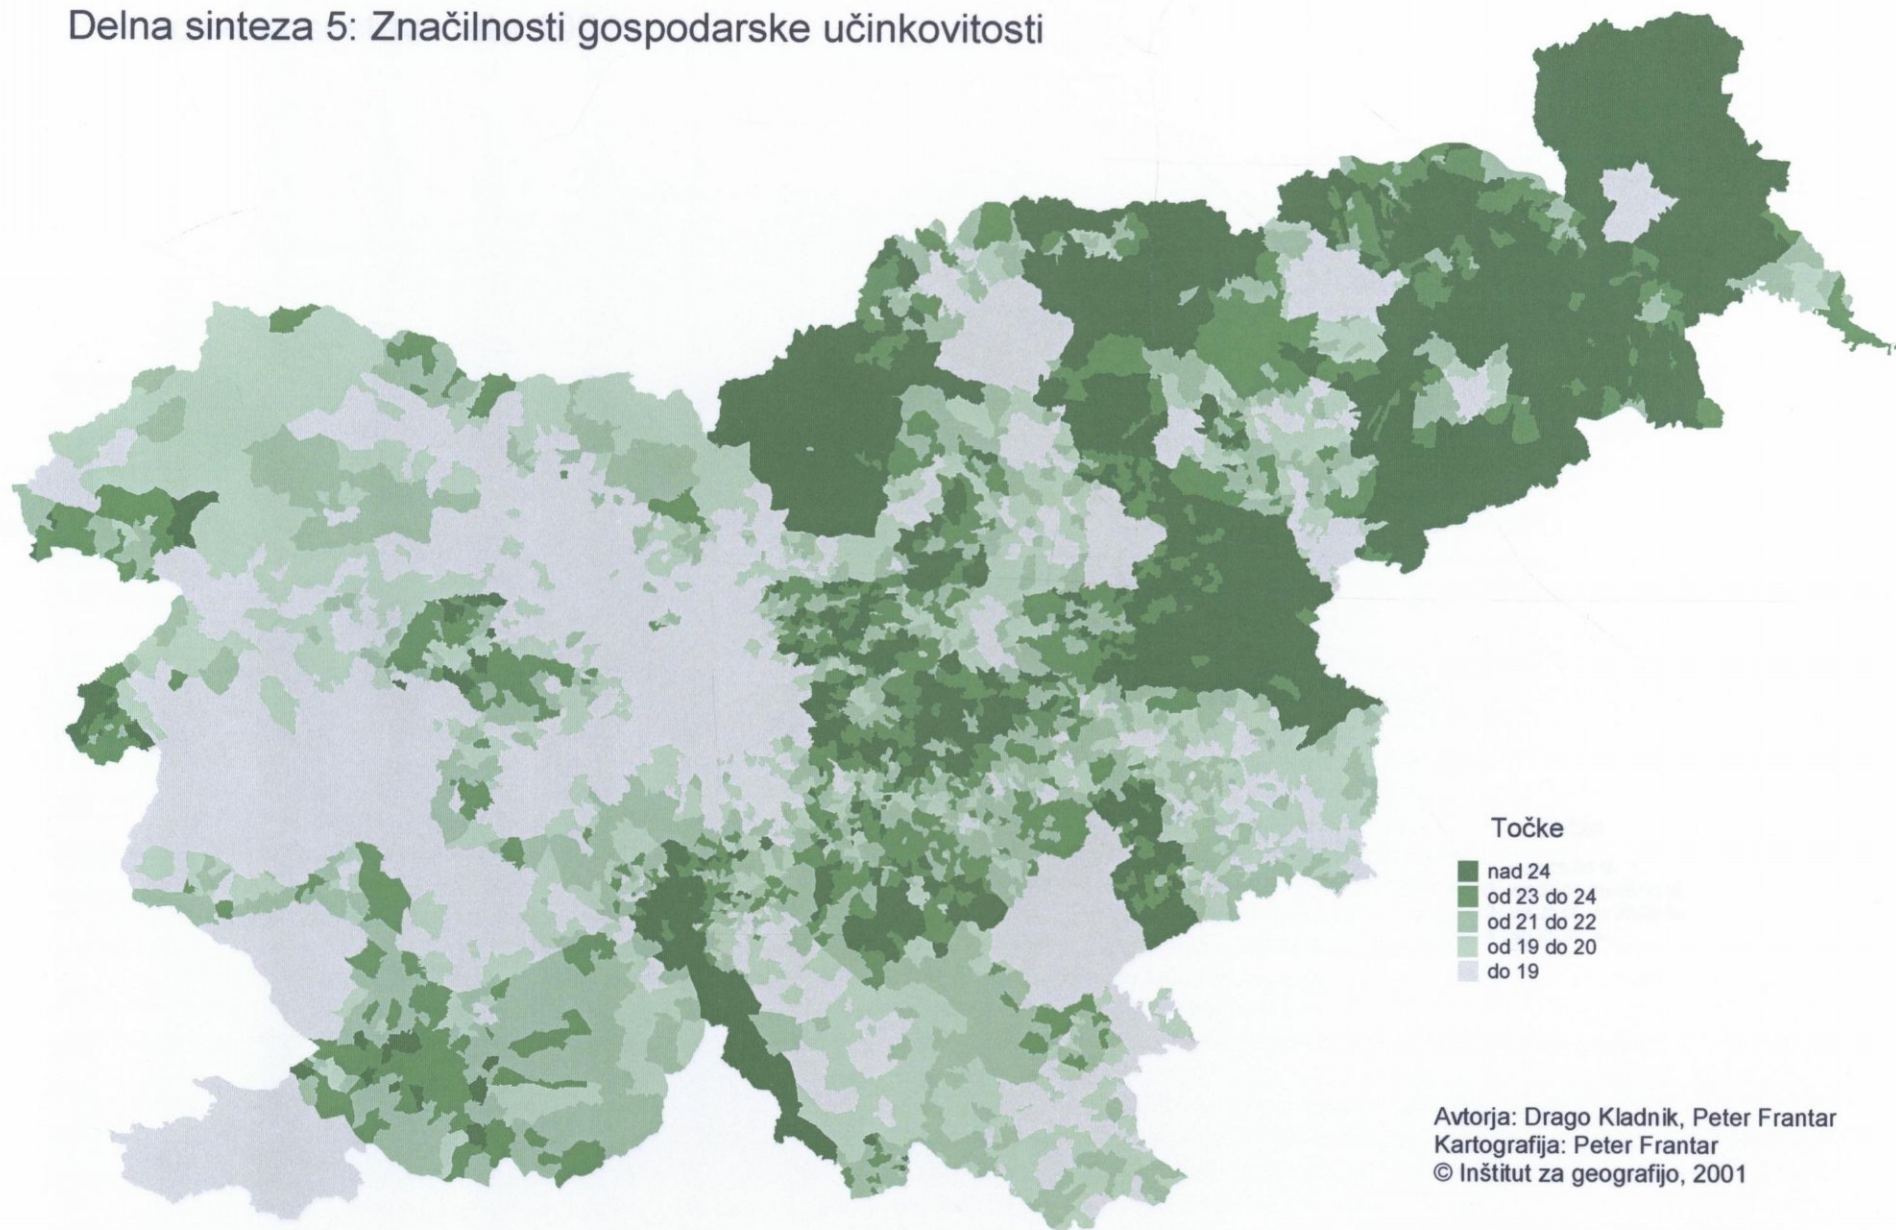 Delna sinteza 5: Značilnosti gospodarske učinkovitosti
Točke
nad 24
od 23 do 24
od 21 do 22
od 19 do 20
do 19
Avtorja: Drago Kladnik, Peter Frantar
Kartografija: Peter Frantar
© Inštitut za geografijo, 2001